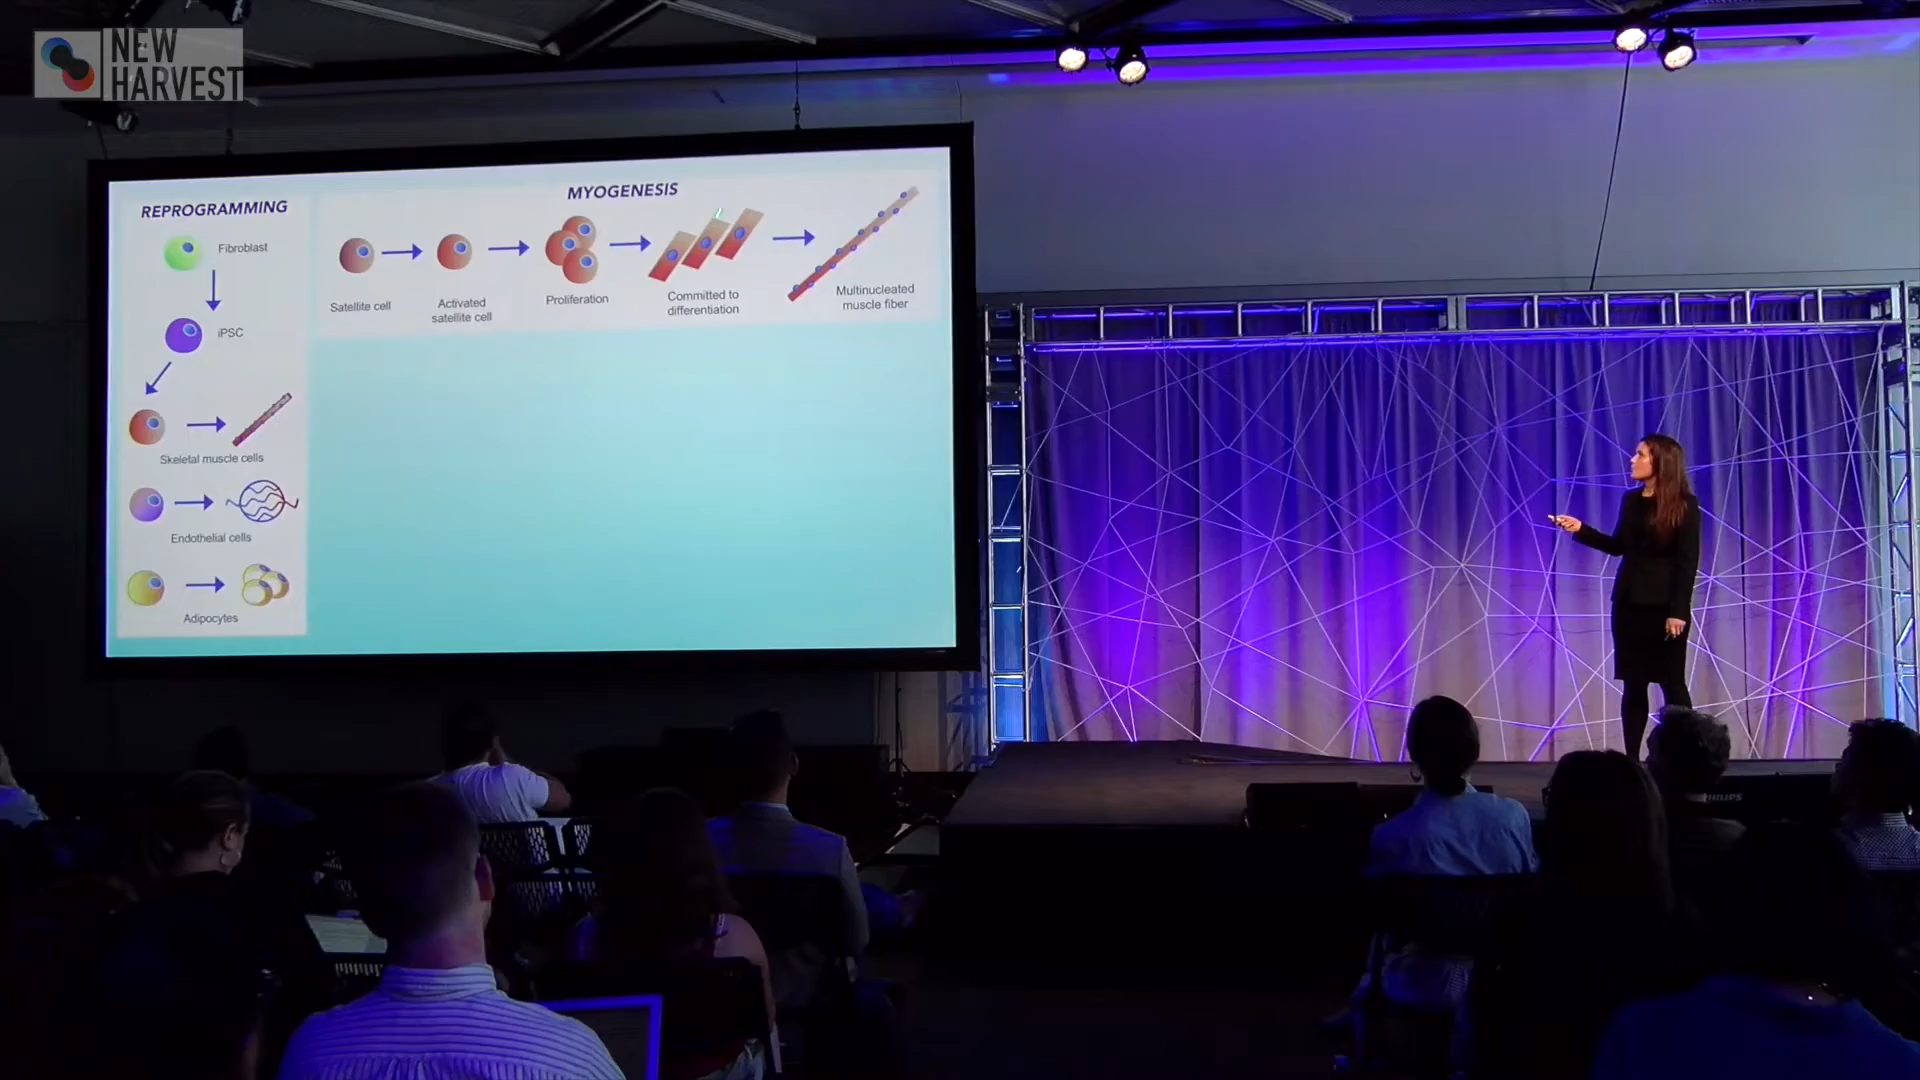 NEW
HARVEST
REPROGRAMMING
Fibroblast
iPSC
Skeletal muscle cells
Endothelial cells
Adipocytes
MYOGENESIS
Satellite cell
Activated
satellite cell
Proliferation
Committed to
differentiation
Multinucleated
muscle fiber
PHILIPS